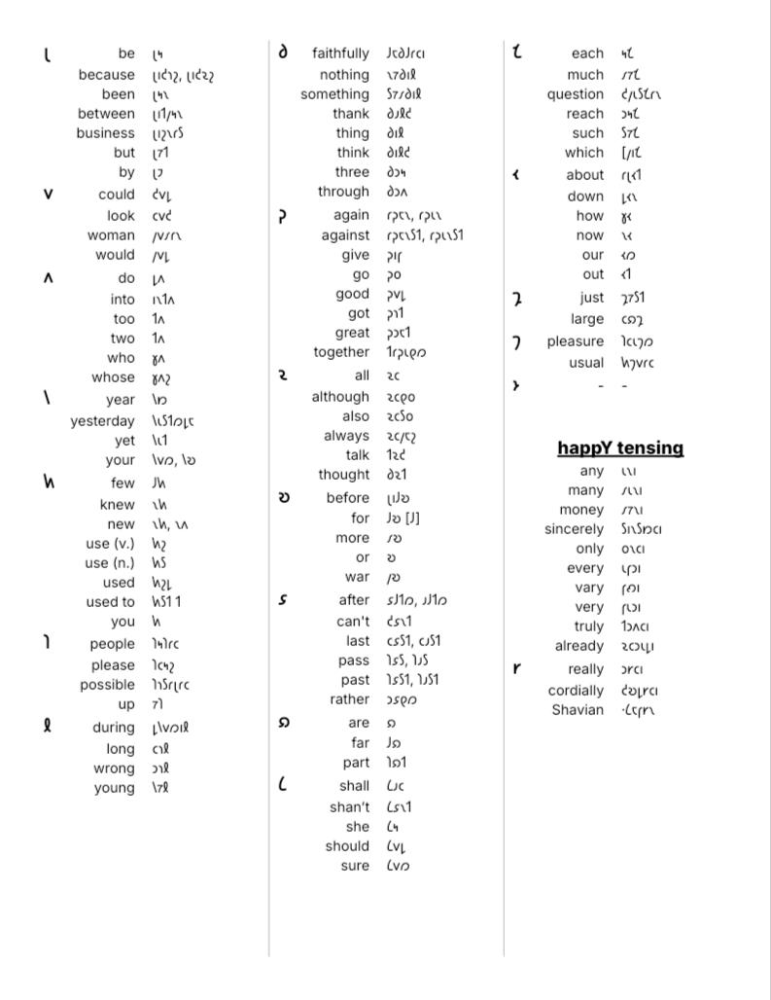 𐑚
be 𐑚𐑰
because 𐑚𐑦𐑒𐑪𐑟, 𐑚𐑦𐑒𐑷𐑟
been 𐑚𐑰𐑯
between 𐑚𐑦𐑑𐑢𐑰𐑯
business 𐑚𐑦𐑟𐑯𐑩𐑕
but 𐑚𐑳𐑑
by 𐑚𐑲
𐑫
could 𐑒𐑫𐑛
look 𐑤𐑫𐑒
woman 𐑢𐑫𐑥𐑩𐑯
would 𐑢𐑫𐑛
𐑵
do 𐑛𐑵
into 𐑦𐑯𐑑𐑵
too 𐑑𐑵
two 𐑑𐑵
who 𐑣𐑵
whose 𐑣𐑵𐑟
𐑘
year 𐑘𐑽
yesterday 𐑘𐑧𐑕𐑑𐑼𐑛𐑱
yet 𐑘𐑧𐑑
your 𐑘𐑫𐑼, 𐑘𐑹
𐑿
few 𐑓𐑿
knew 𐑯𐑿
new 𐑯𐑿, 𐑯𐑵
use (v.) 𐑿𐑟
use (n.) 𐑿𐑕
used 𐑿𐑟𐑛
used to 𐑿𐑕𐑑 𐑑
you 𐑿
𐑐
people 𐑐𐑰𐑐𐑩𐑤
please 𐑐𐑤𐑰𐑟
possible 𐑐𐑪𐑕𐑩𐑚𐑩𐑤
up 𐑳𐑐
𐑙
during 𐑛𐑘𐑫𐑼𐑦𐑙
long 𐑤𐑪𐑙
wrong 𐑮𐑪𐑙
young 𐑘𐑳𐑙
𐑔
faithfully 𐑓𐑱𐑔𐑓𐑩𐑤𐑦
nothing 𐑯𐑳𐑔𐑦𐑙
something 𐑕𐑳𐑥𐑔𐑦𐑙
thank 𐑔𐑨𐑙𐑒
thing 𐑔𐑦𐑙
think 𐑔𐑦𐑙𐑒
three 𐑔𐑮𐑰
through 𐑔𐑮𐑵
𐑜
again 𐑩𐑜𐑱𐑯, 𐑩𐑜𐑧𐑯
against 𐑩𐑜𐑱𐑯𐑕𐑑, 𐑩𐑜𐑧𐑯𐑕𐑑
give 𐑜𐑦𐑝
go 𐑜𐑴
good 𐑜𐑫𐑛
got 𐑜𐑪𐑑
great 𐑜𐑮𐑱𐑑
together 𐑑𐑩𐑜𐑧𐑞𐑼
𐑷
all 𐑷𐑤
although 𐑷𐑤𐑞𐑴
also 𐑷𐑤𐑕𐑴
always 𐑷𐑤𐑢𐑱𐑟
talk 𐑑𐑷𐑒
thought 𐑔𐑷𐑑
𐑹
before 𐑚𐑦𐑓𐑹
for 𐑓𐑹 [𐑓]
more 𐑥𐑹
or 𐑹
war 𐑢𐑹
𐑭
after 𐑭𐑓𐑑𐑼, 𐑨𐑓𐑑𐑼
can't 𐑒𐑭𐑯𐑑
last 𐑤𐑭𐑕𐑑, 𐑤𐑨𐑕𐑑
pass 𐑐𐑭𐑕, 𐑐𐑨𐑕
past 𐑐𐑭𐑕𐑑, 𐑐𐑨𐑕𐑑
rather 𐑮𐑭𐑞𐑼
𐑸
are 𐑸
far 𐑓𐑸
part 𐑐𐑸𐑑
𐑖
shall 𐑖𐑨𐑤
shan't 𐑖𐑭𐑯𐑑
she 𐑖𐑰
should 𐑖𐑫𐑛
sure 𐑖𐑫𐑼
𐑗
each 𐑰𐑗
much 𐑥𐑳𐑗
question 𐑒𐑢𐑧𐑕𐑗𐑩𐑯
reach 𐑮𐑰𐑗
such 𐑕𐑳𐑗
which [𐑢𐑦𐑗
𐑬
about 𐑩𐑚𐑬𐑑
down 𐑛𐑬𐑯
how 𐑣𐑬
now 𐑯𐑬
our 𐑬𐑼
out 𐑬𐑑
𐑡
just 𐑡𐑳𐑕𐑑
large 𐑤𐑸𐑡
𐑠
pleasure 𐑐𐑤𐑧𐑠𐑼
usual 𐑿𐑠𐑫𐑩𐑤
𐑶
- -
happY tensing
any 𐑧𐑯𐑦
many 𐑥𐑧𐑯𐑦
money 𐑥𐑳𐑯𐑦
sincerely 𐑕𐑦𐑯𐑕𐑽𐑤𐑦
only 𐑴𐑯𐑤𐑦
every 𐑧𐑝𐑮𐑦
vary 𐑝𐑺𐑦
very 𐑝𐑧𐑮𐑦
truly 𐑑𐑮𐑵𐑤𐑦
already 𐑷𐑤𐑮𐑧𐑛𐑦
𐑾
really 𐑮𐑾𐑤𐑦
cordially 𐑒𐑹𐑛𐑾𐑤𐑦
Shavian ·𐑖𐑱𐑝𐑾𐑯